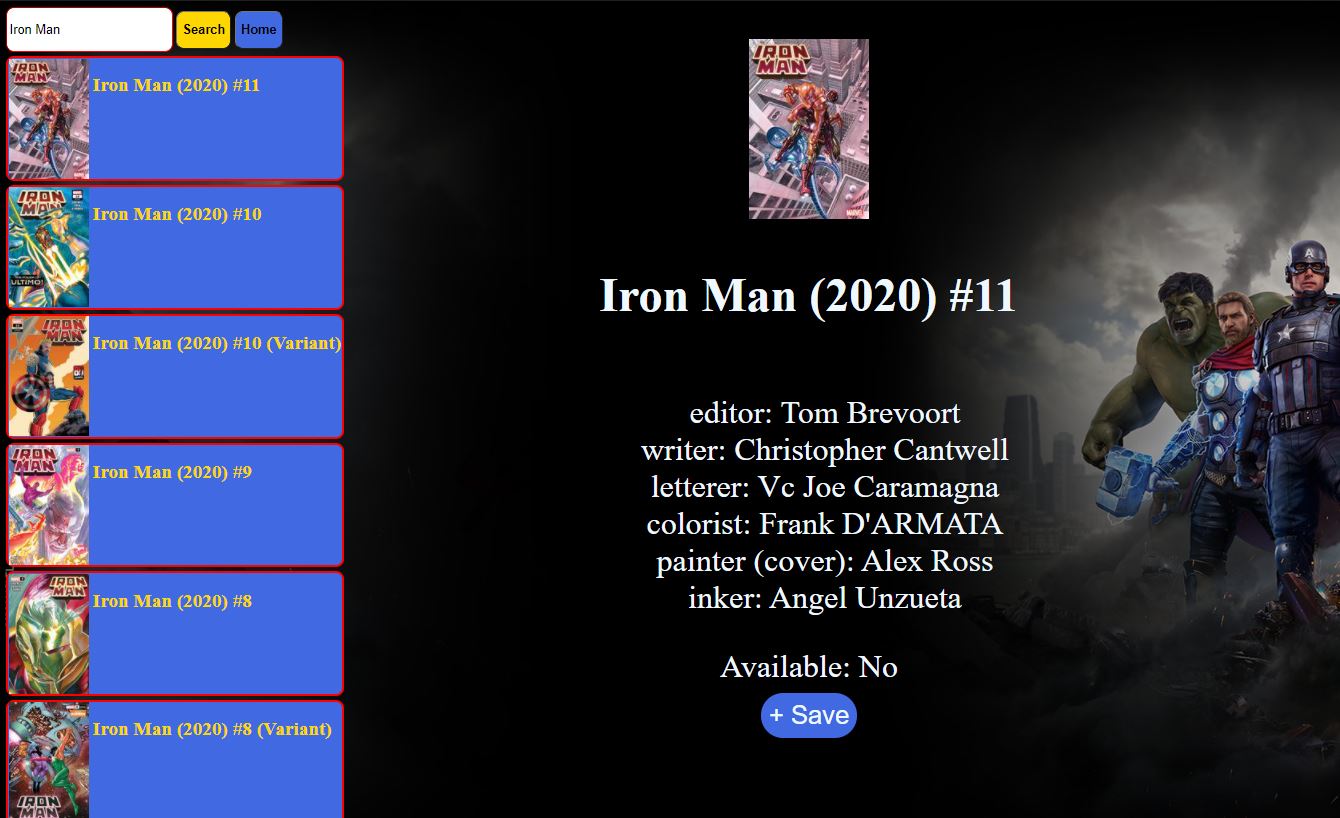 Iron Man
Search
Home
IRON
MAN
Iron Man (2020) #11
IRON
MAN
ULTIMO!
Iron Man (2020) #10
IRON
MAN
Iron Man (2020) #10 (Variant)
IRON
MAN
Iron Man (2020) #9
IRON
MAN
Iron Man (2020) #8
IRON
MAN
Iron Man (2020) #8 (Variant)
IRON
MAN
MARVEL
Iron Man (2020) #11
editor: Tom Brevoort
writer: Christopher Cantwell
letterer: Vc Joe Caramagna
colorist: Frank D'ARMATA
painter (cover): Alex Ross
inker: Angel Unzueta
Available: No
+ Save